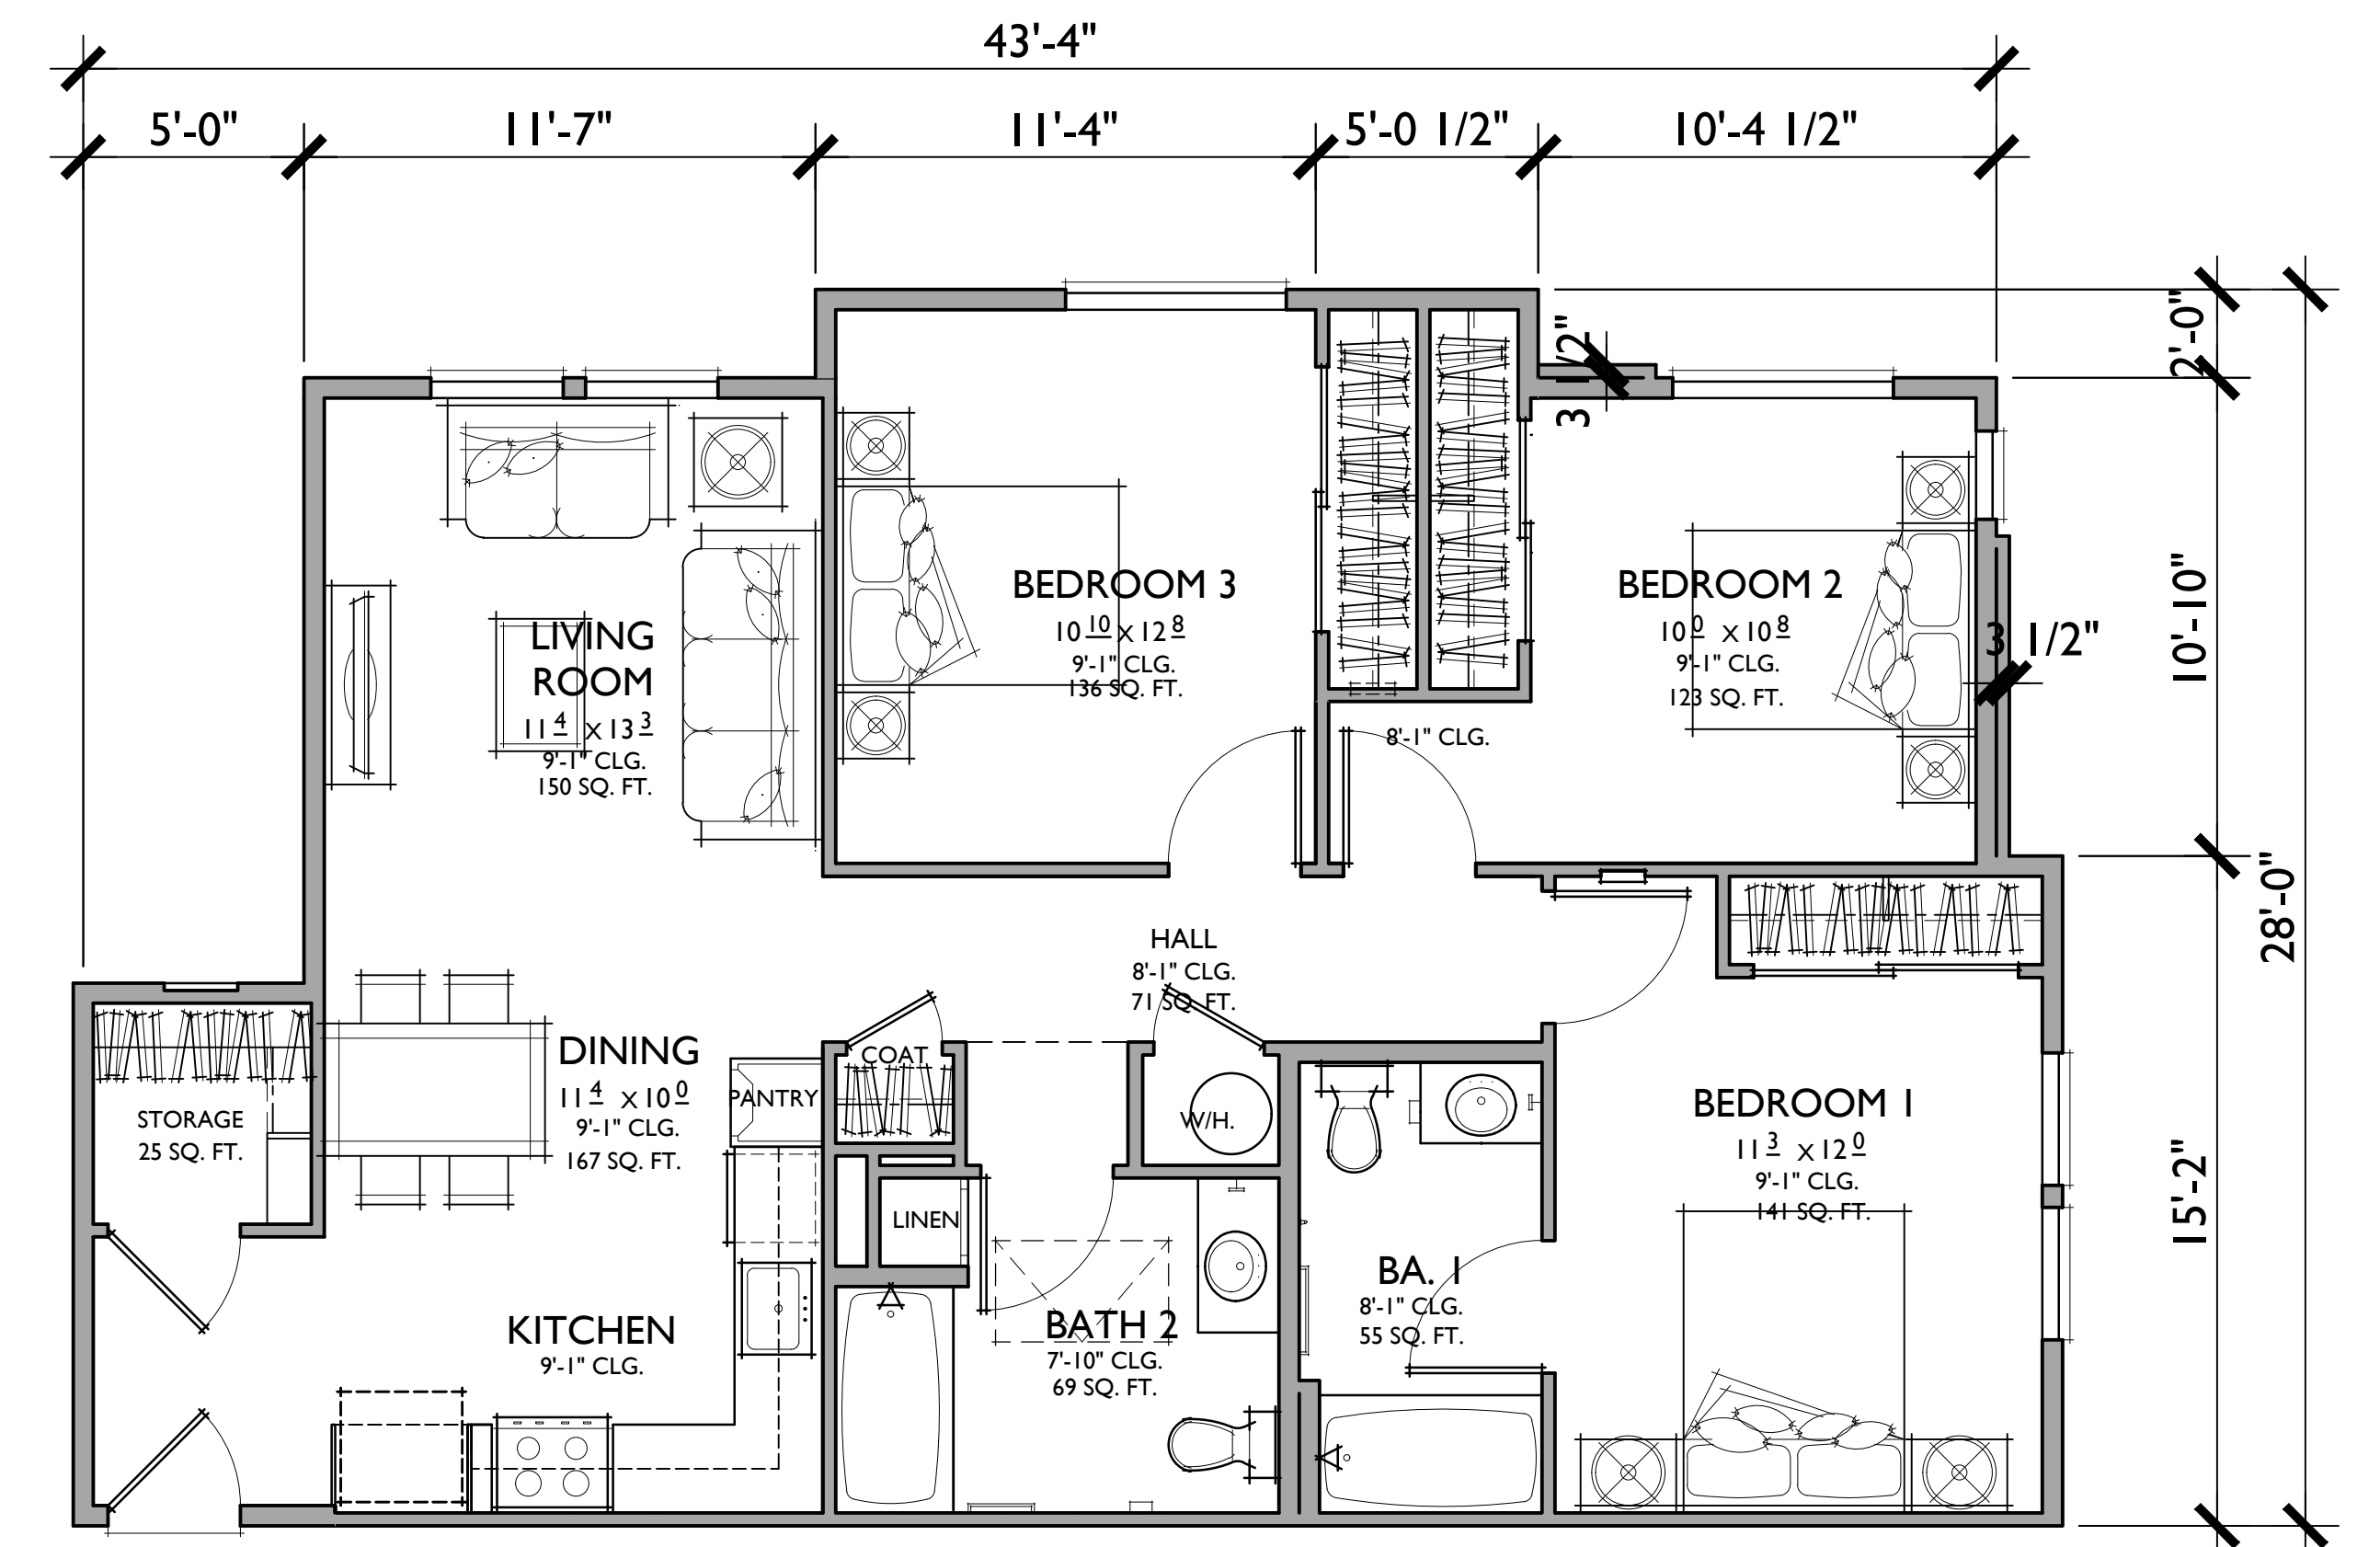 43'-4"
5'-0"
11'-7"
11'-4"
5'-0 1/2"
10'-4 1/2"
2'-0"
3 1/2"
10'-10"
3 1/2"
28'-0"
15'-2"
LIVING
ROOM
11 4 X 13 3
9'-1" CLG.
150 SQ. FT.
BEDROOM 3
10 10 X 12 8
9'-1" CLG.
136 SQ. FT.
BEDROOM 2
10 0 X 10 8
9'-1" CLG.
123 SQ. FT.
8'-1" CLG.
HALL
8'-1" CLG.
71 SQ. FT.
STORAGE
25 SQ. FT.
DINING
11 4 X 10 0
9'-1" CLG.
167 SQ. FT.
PANTRY
COAT
W/H.
LINEN
BEDROOM 1
11 3 X 12 0
9'-1" CLG.
141 SQ. FT.
KITCHEN
9'-1" CLG.
BATH 2
7'-10" CLG.
69 SQ. FT.
BA. 1
8'-1" CLG.
55 SQ. FT.